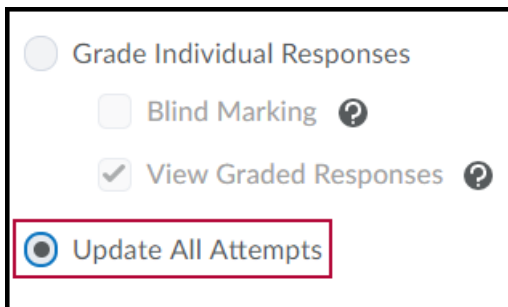 Grade Individual Responses
Blind Marking ?
View Graded Responses ?
Update All Attempts